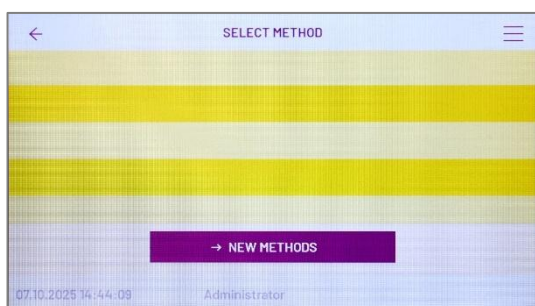 SELECT METHOD
→ NEW METHODS
07.10.2025 14:44:09 Administrator